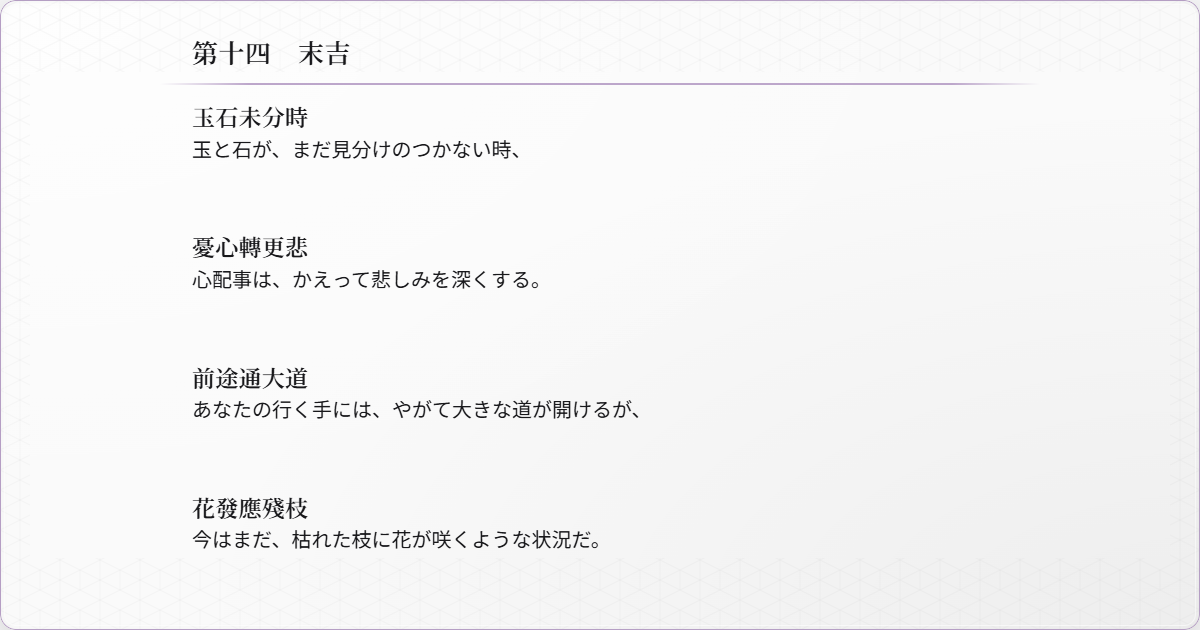 第十四　末吉
玉石未分時
玉と石が、まだ見分けのつかない時、
憂心轉更悲
心配事は、かえって悲しみを深くする。
前途通大道
あなたの行く手には、やがて大きな道が開けるが、
花發應殘枝
今はまだ、枯れた枝に花が咲くような状況だ。